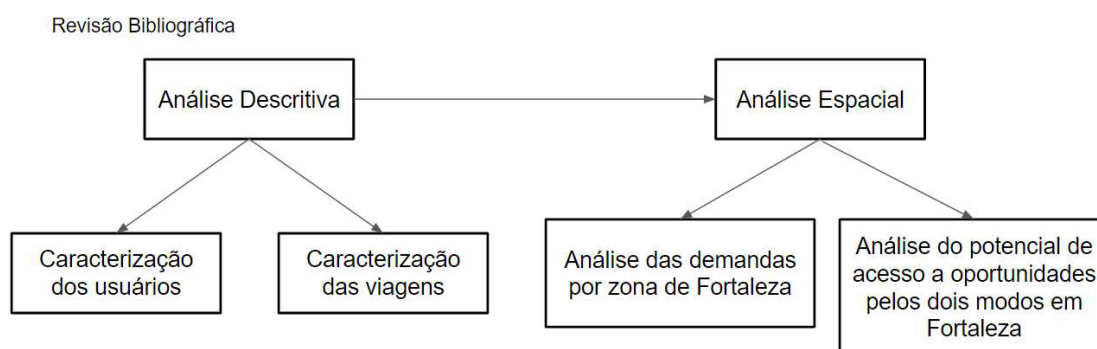 Revisão Bibliográfica
Análise Descritiva
Análise Espacial
Caracterização
dos usuários
Caracterização
das viagens
Análise das demandas
por zona de Fortaleza
Análise do potencial de
acesso a oportunidades
pelos dois modos em
Fortaleza